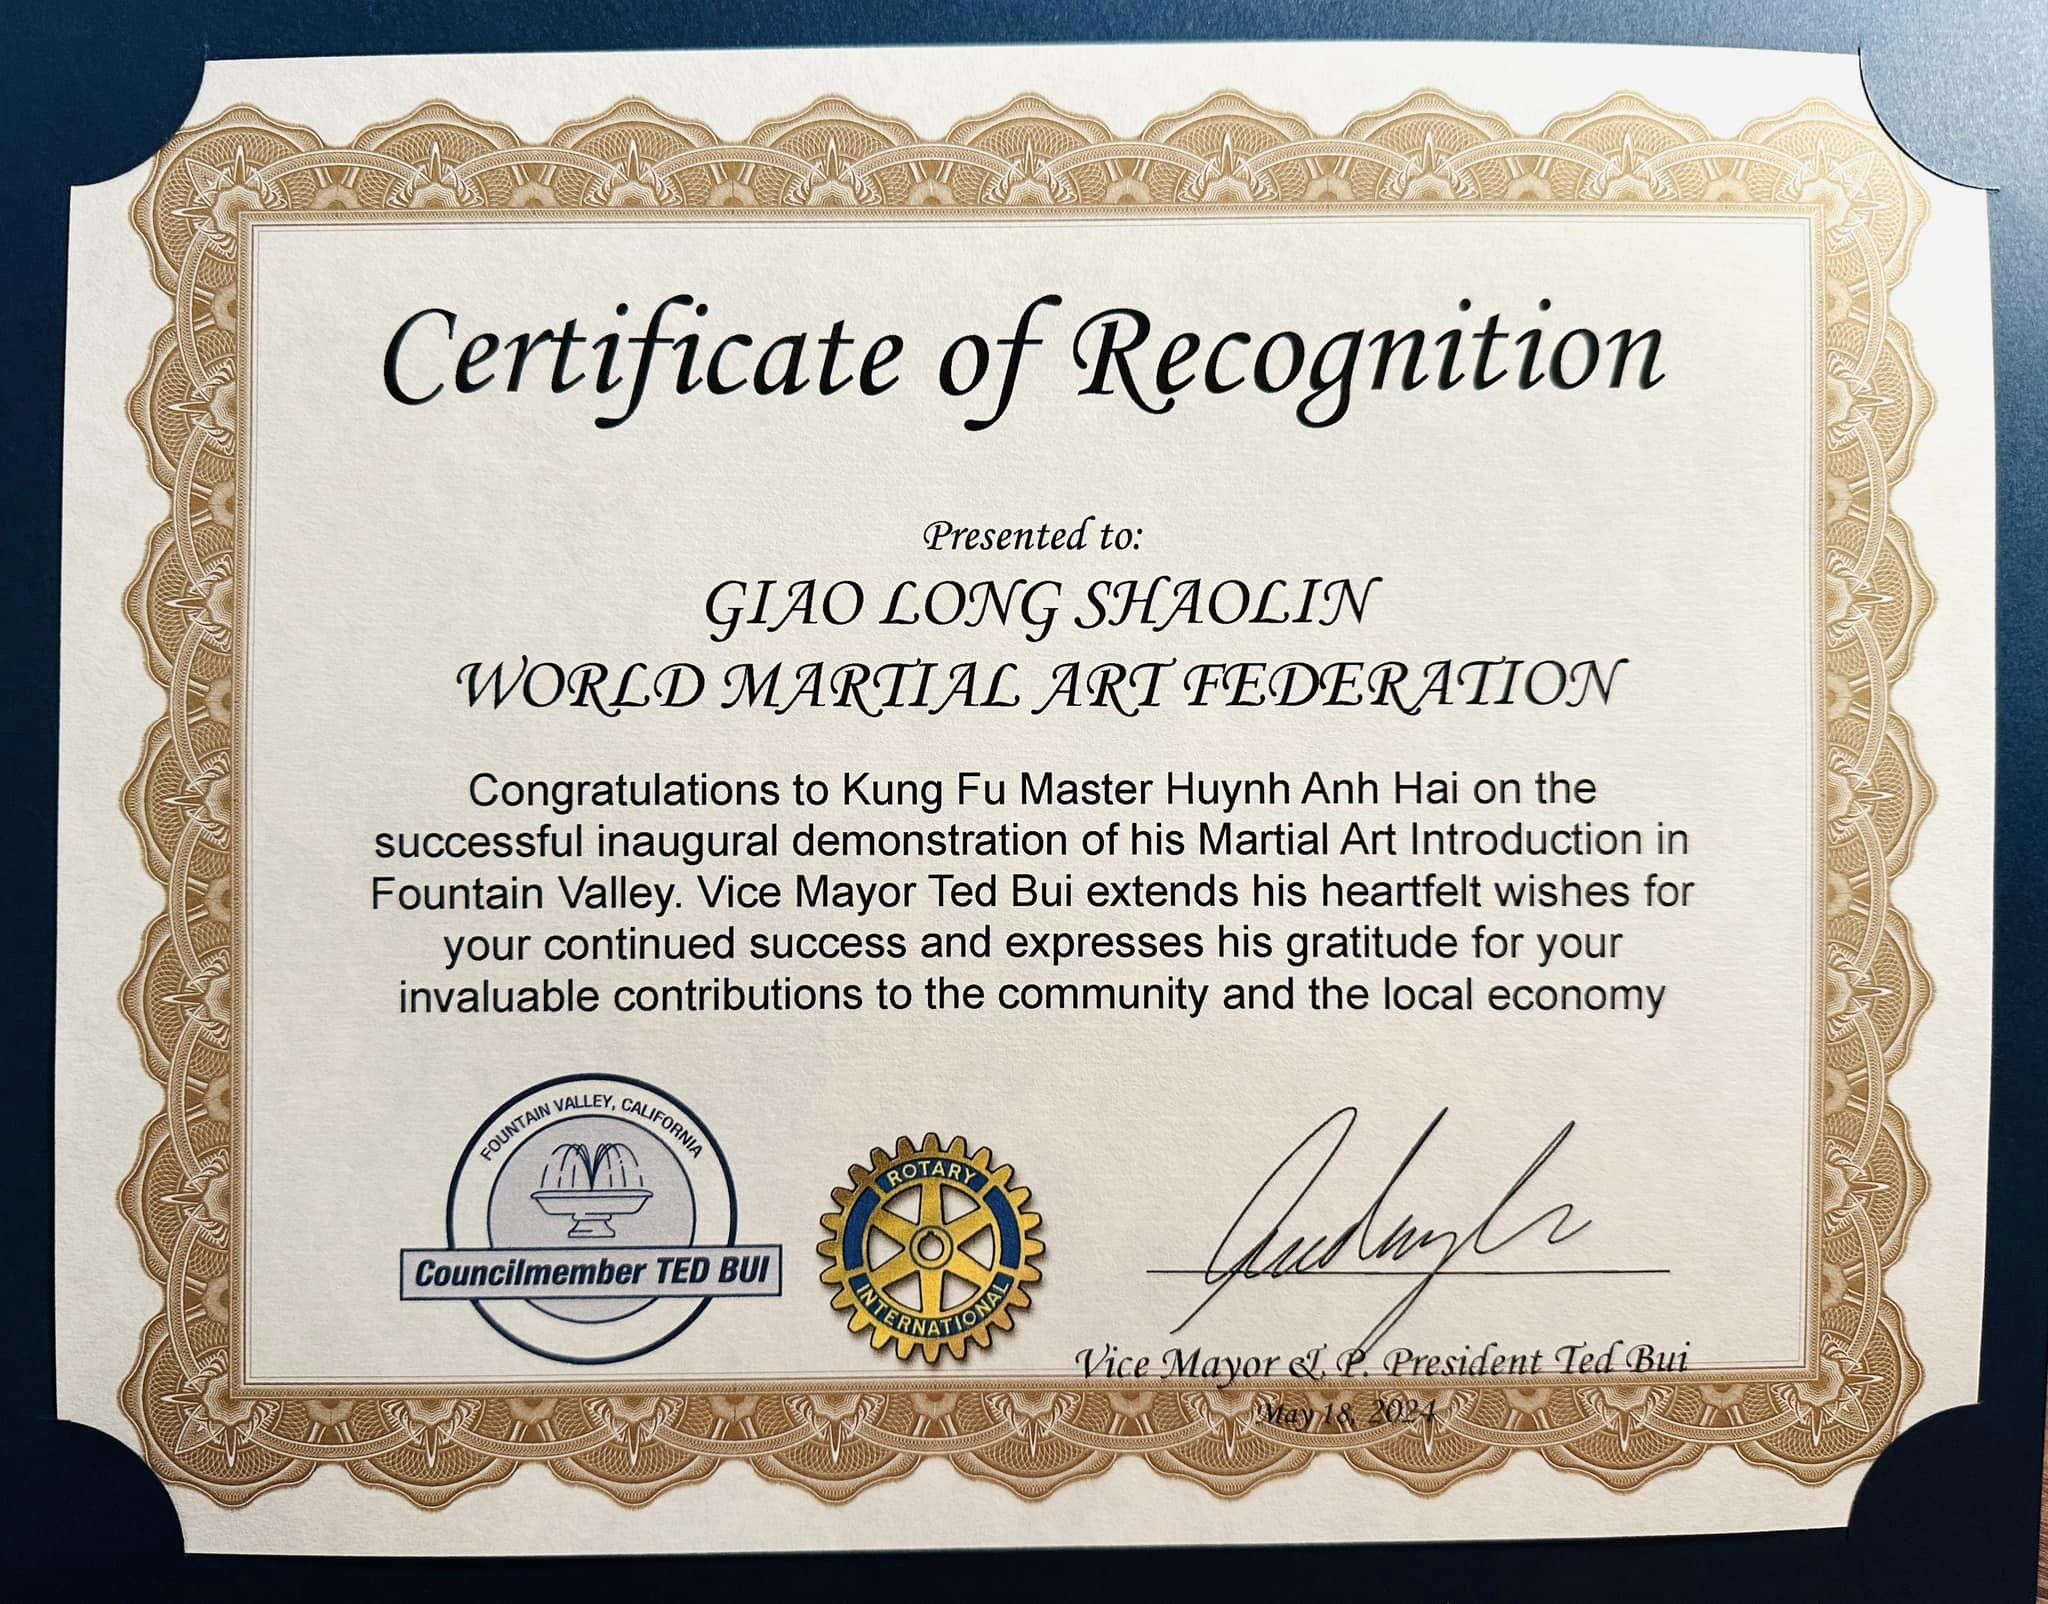 Certificate of Recognition
Presented to:
GIAO LONG SHAOLIN
WORLD MARTIAL ART FEDERATION
Congratulations to Kung Fu Master Huynh Anh Hai on the
successful inaugural demonstration of his Martial Art Introduction in
Fountain Valley. Vice Mayor Ted Bui extends his heartfelt wishes for
your continued success and expresses his gratitude for your
invaluable contributions to the community and the local economy
FOUNTAIN VALLEY, CALIFORNIA
Councilmember TED BUI
ROTARY
INTERNATIONAL
Vice Mayor & P. President Ted Bui
May 18, 2024